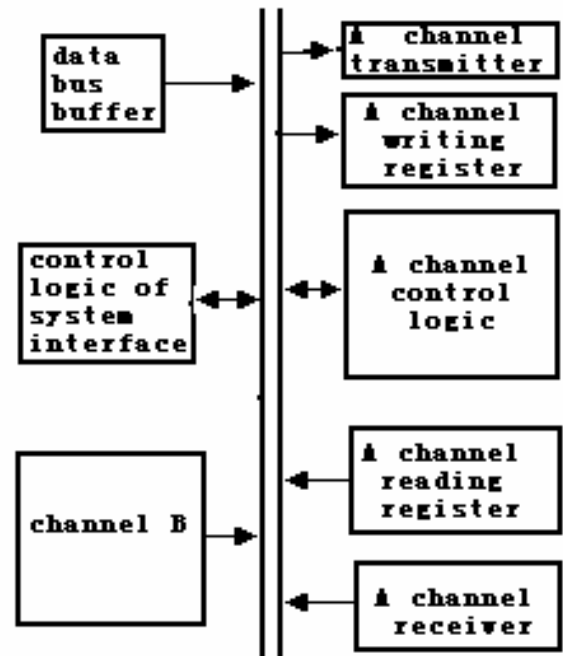 data
bus
buffer
A channel
transmitter
A channel
writing
register
control
logic of
system
interface
A channel
control
logic
channel B
A channel
reading
register
A channel
receiver